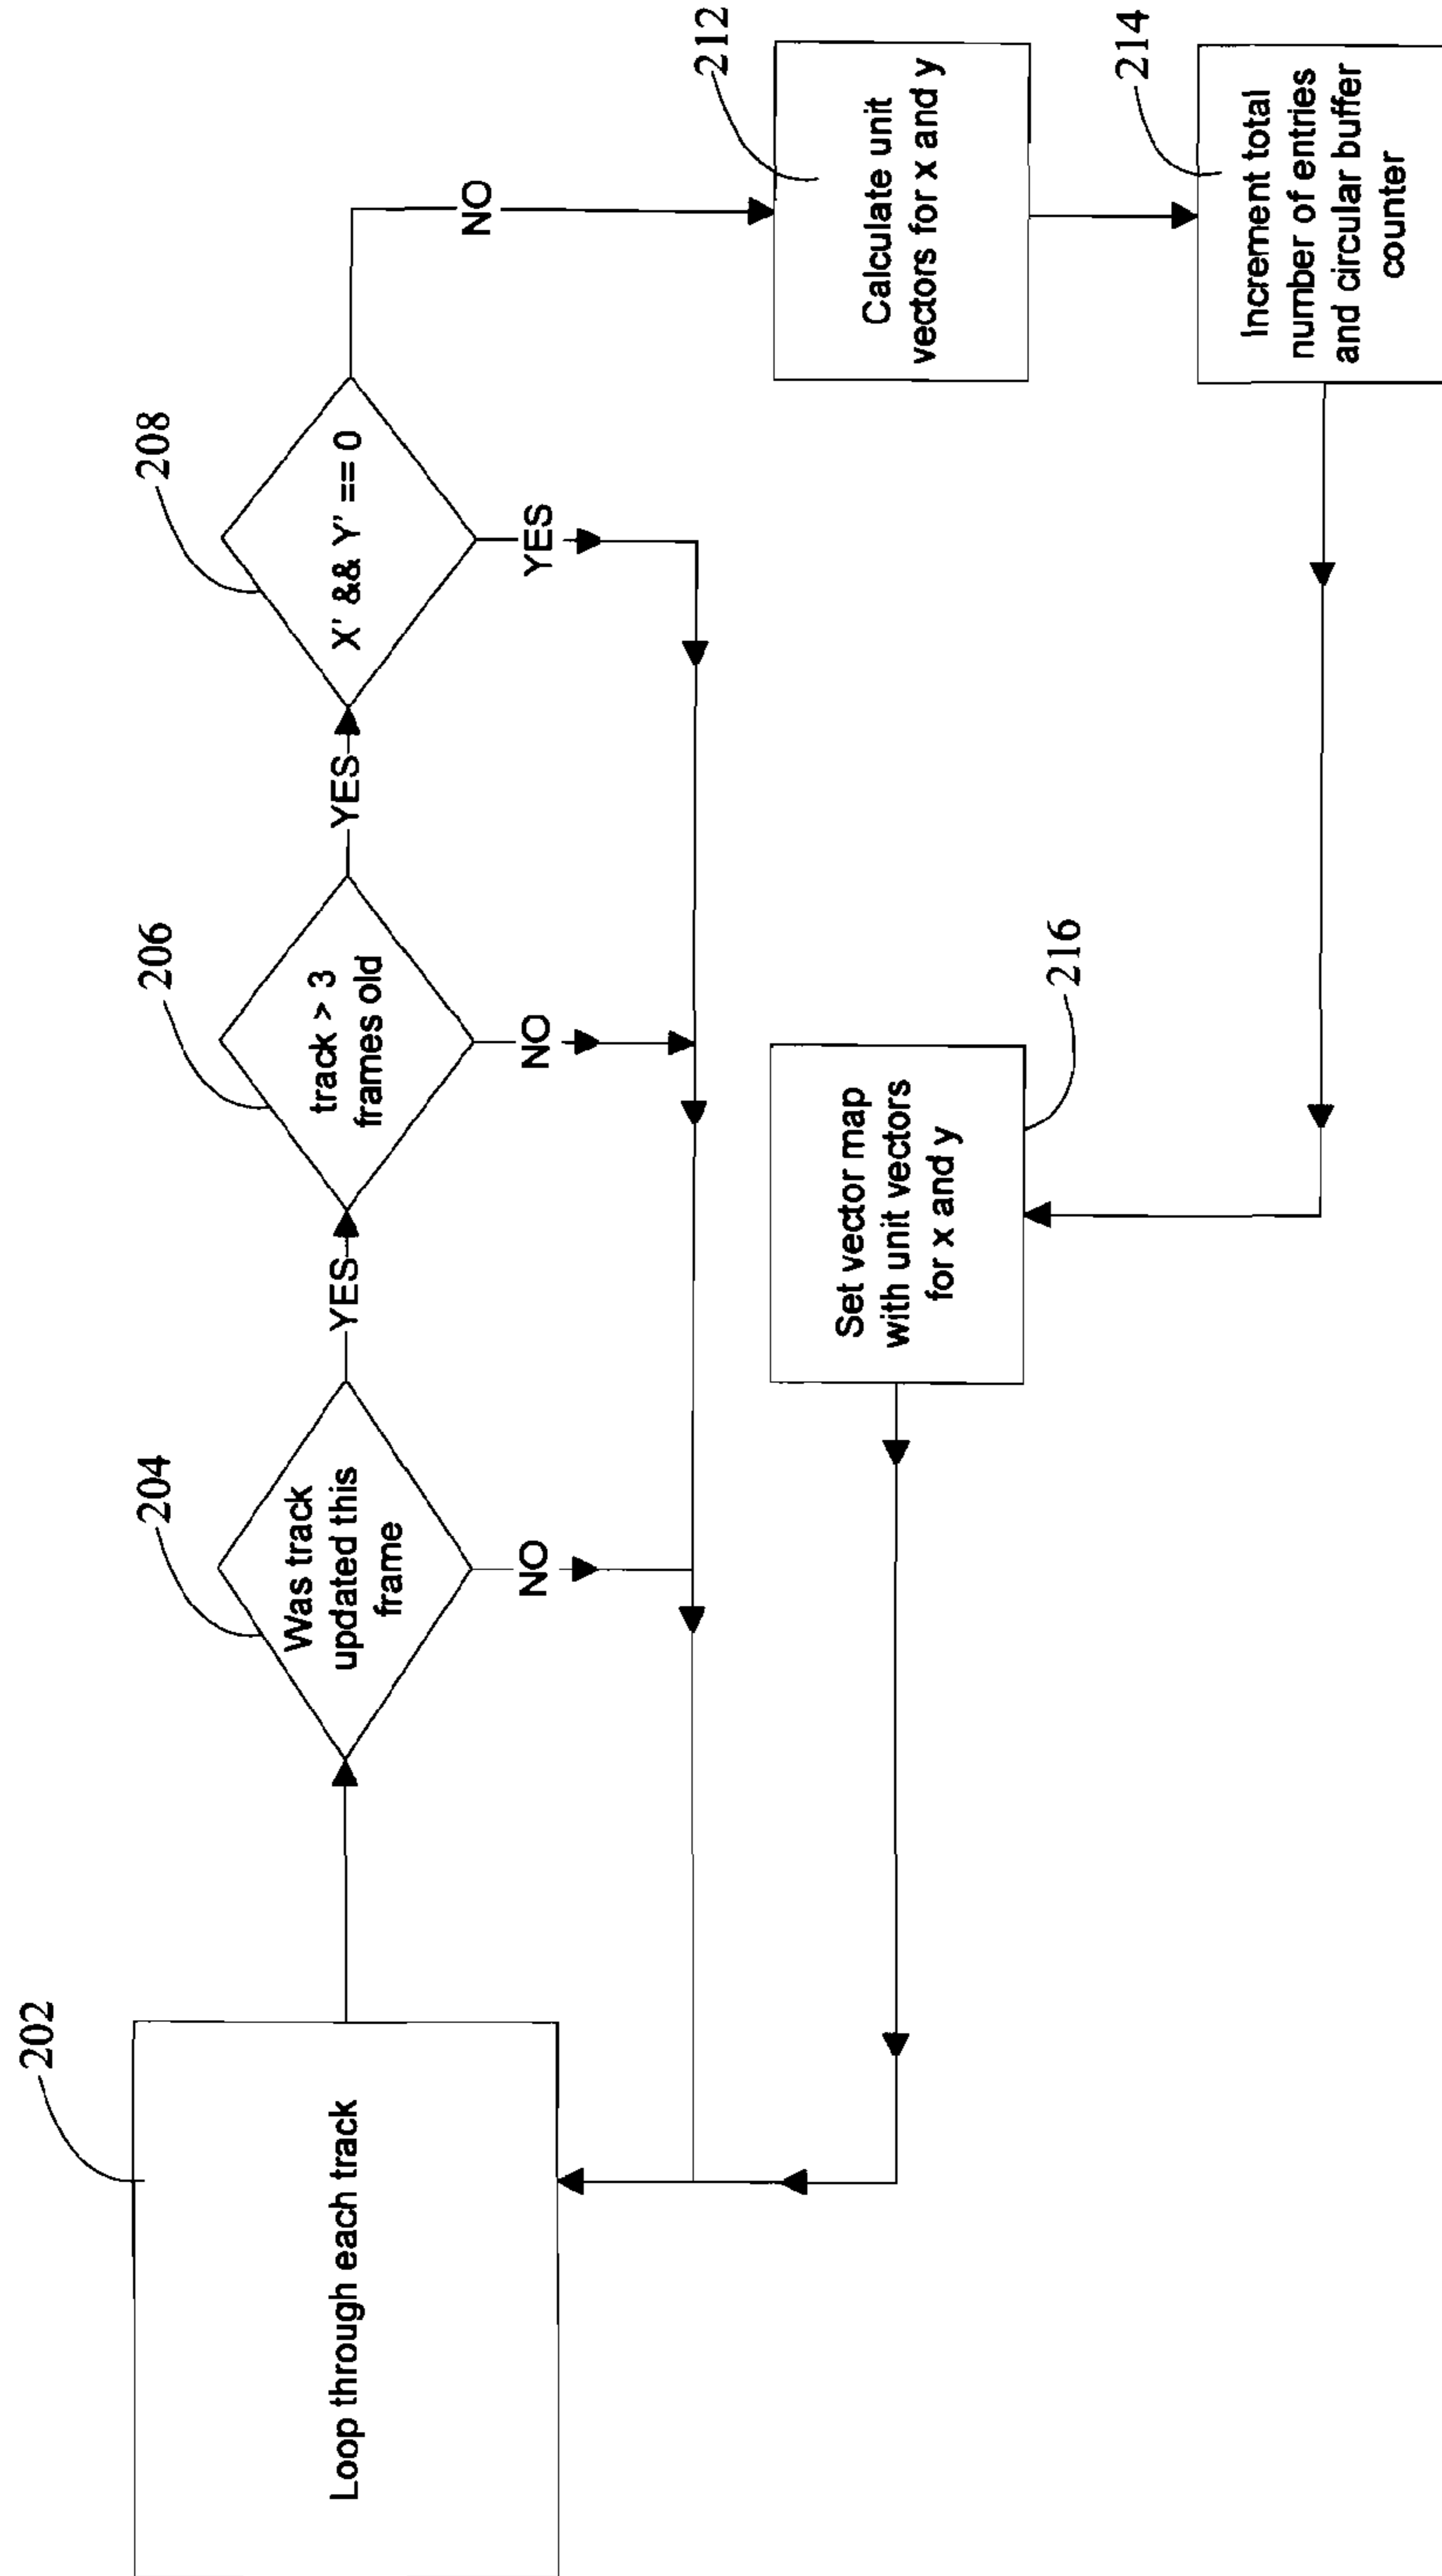 202
Loop through each track
204
Was track
updated this
frame
YES
NO
206
track > 3
frames old
YES
NO
208
X' && Y' == 0
YES
NO
212
Calculate unit
vectors for x and y
214
Increment total
number of entries
and circular buffer
counter
216
Set vector map
with unit vectors
for x and y